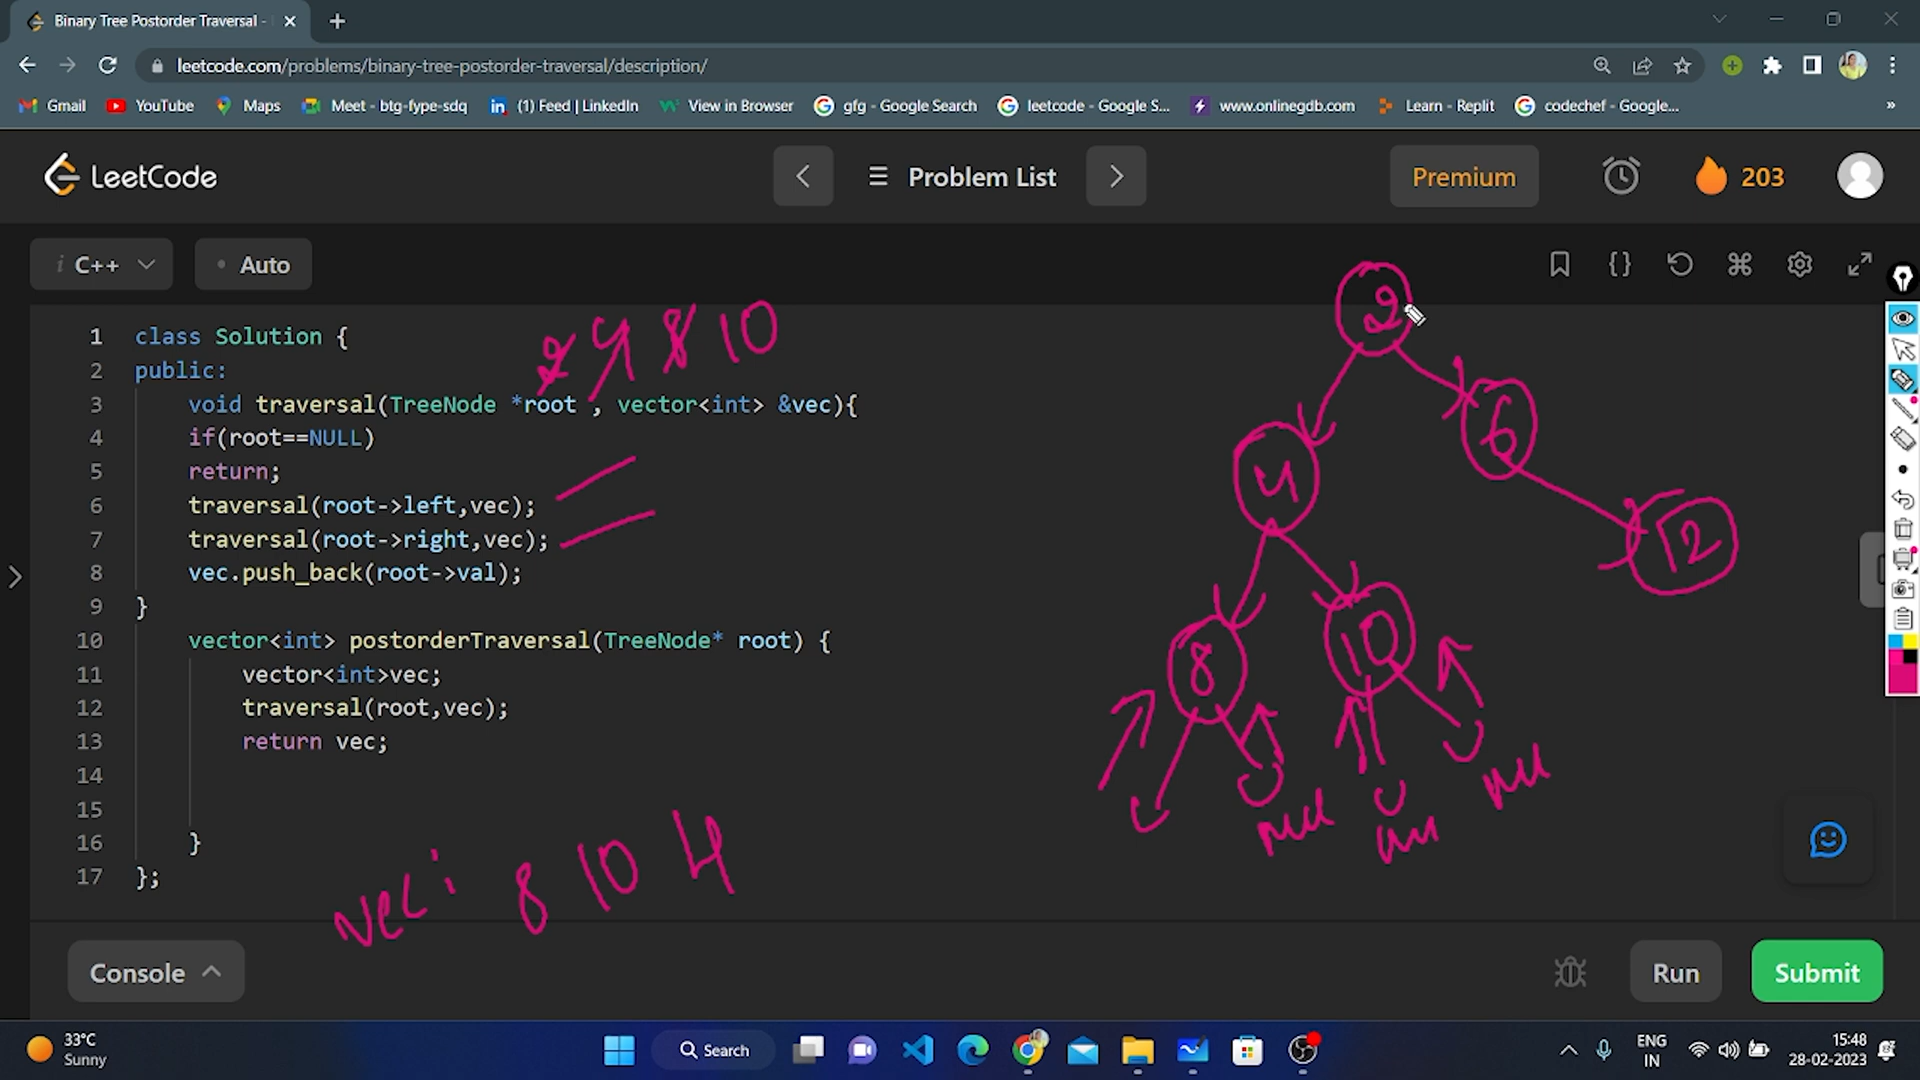 Binary Tree Postorder Traversal -
leetcode.com/problems/binary-tree-postorder-traversal/description/
Gmail YouTube Maps Meet - btg-fype-sdq (1) Feed | LinkedIn View in Browser gfg - Google Search leetcode - Google S... www.onlinegdb.com Learn - Replit codechef - Google... »
LeetCode Problem List Premium 203
i C++ Auto
2 4 8 10
1 class Solution {
2 public:
3 void traversal(TreeNode *root , vector<int> &vec){
4 if(root==NULL)
5 return;
6 traversal(root->left,vec);
7 traversal(root->right,vec);
8 vec.push_back(root->val);
9 }
10 vector<int> postorderTraversal(TreeNode* root) {
11 vector<int>vec;
12 traversal(root,vec);
13 return vec;
14
15
16 }
17 };
vec: 8 10 4
2
4 6
12
8 10
Console Run Submit
33°C
Sunny
Search
ENG
IN
15:48
28-02-2023